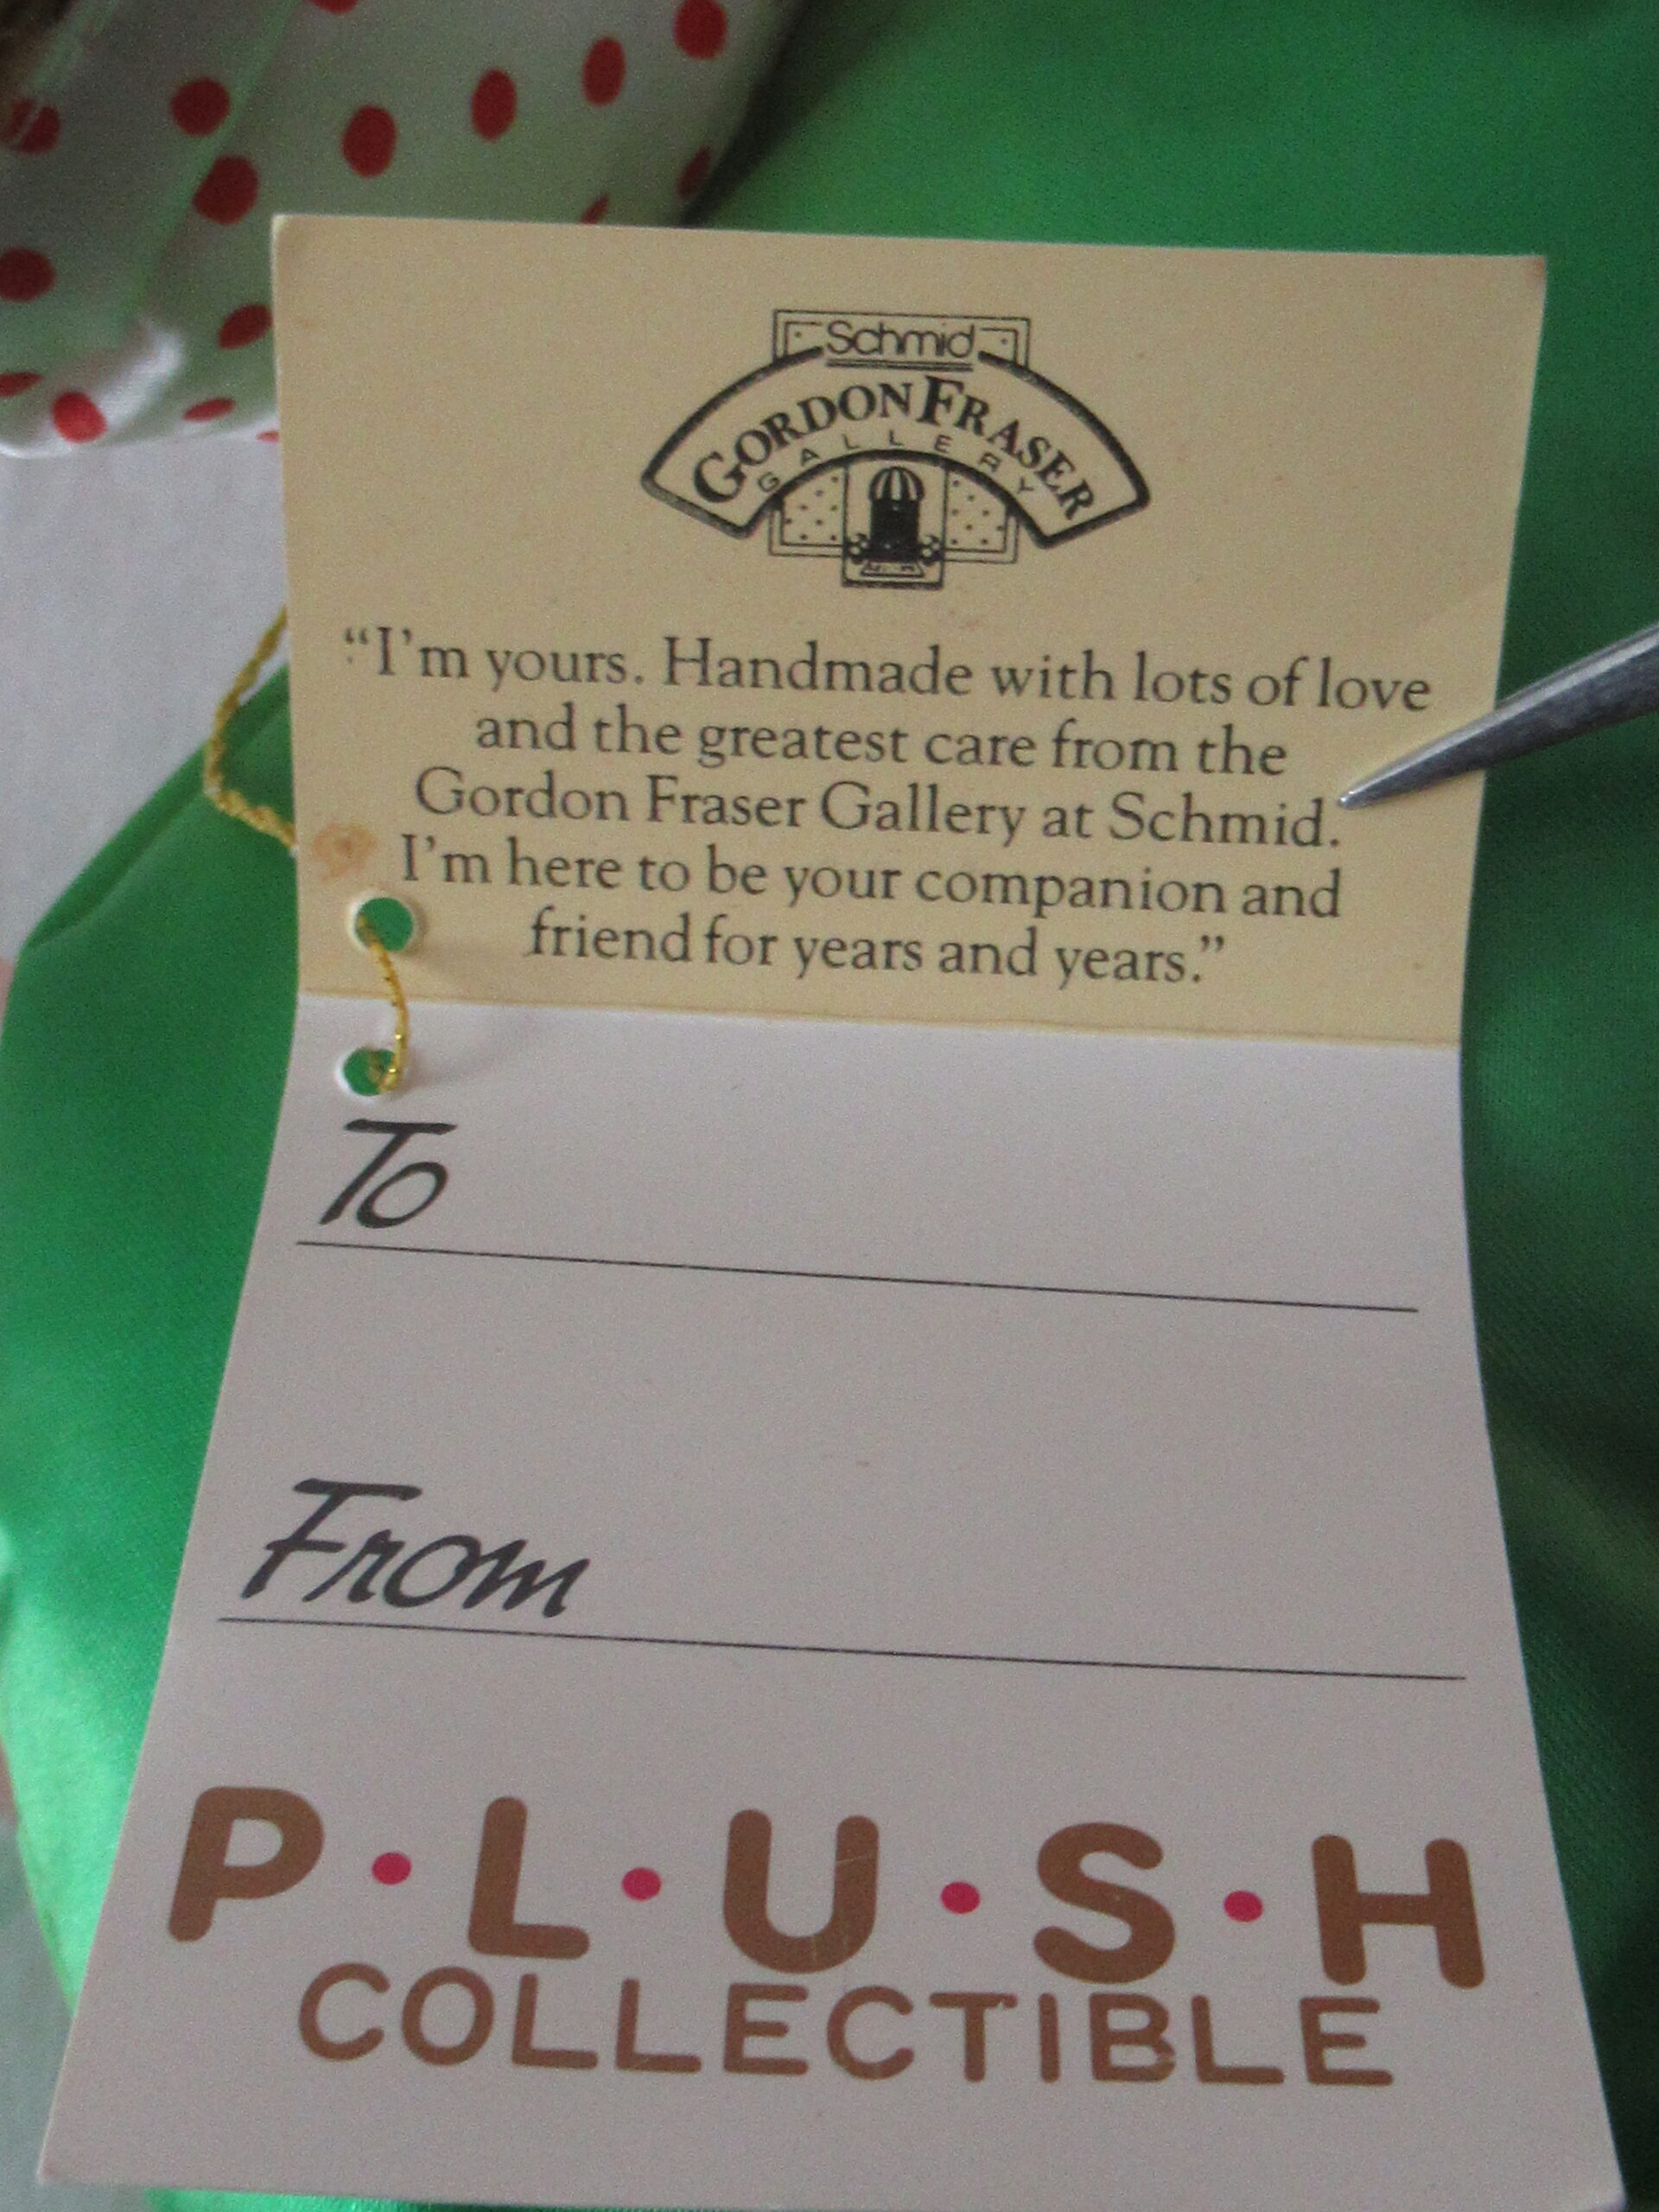 Schmid
GORDON FRASER
GALLERY
“I'm yours. Handmade with lots of love
and the greatest care from the
Gordon Fraser Gallery at Schmid.
I'm here to be your companion and
friend for years and years.”
To
From
P•L•U•S•H
COLLECTIBLE